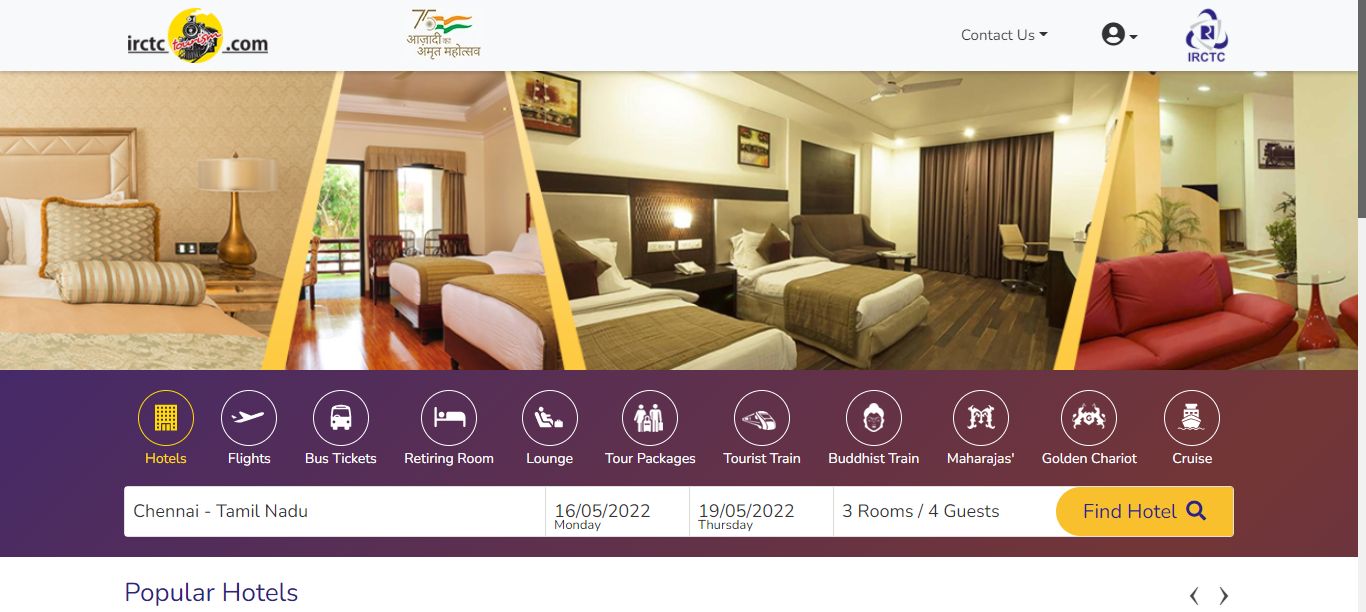 irctc tourism .com
75
आज़ादी का
अमृत महोत्सव
Contact Us
IRCTC
Hotels
Flights
Bus Tickets
Retiring Room
Lounge
Tour Packages
Tourist Train
Buddhist Train
Maharajas'
Golden Chariot
Cruise
Chennai - Tamil Nadu
16/05/2022
Monday
19/05/2022
Thursday
3 Rooms / 4 Guests
Find Hotel
Popular Hotels